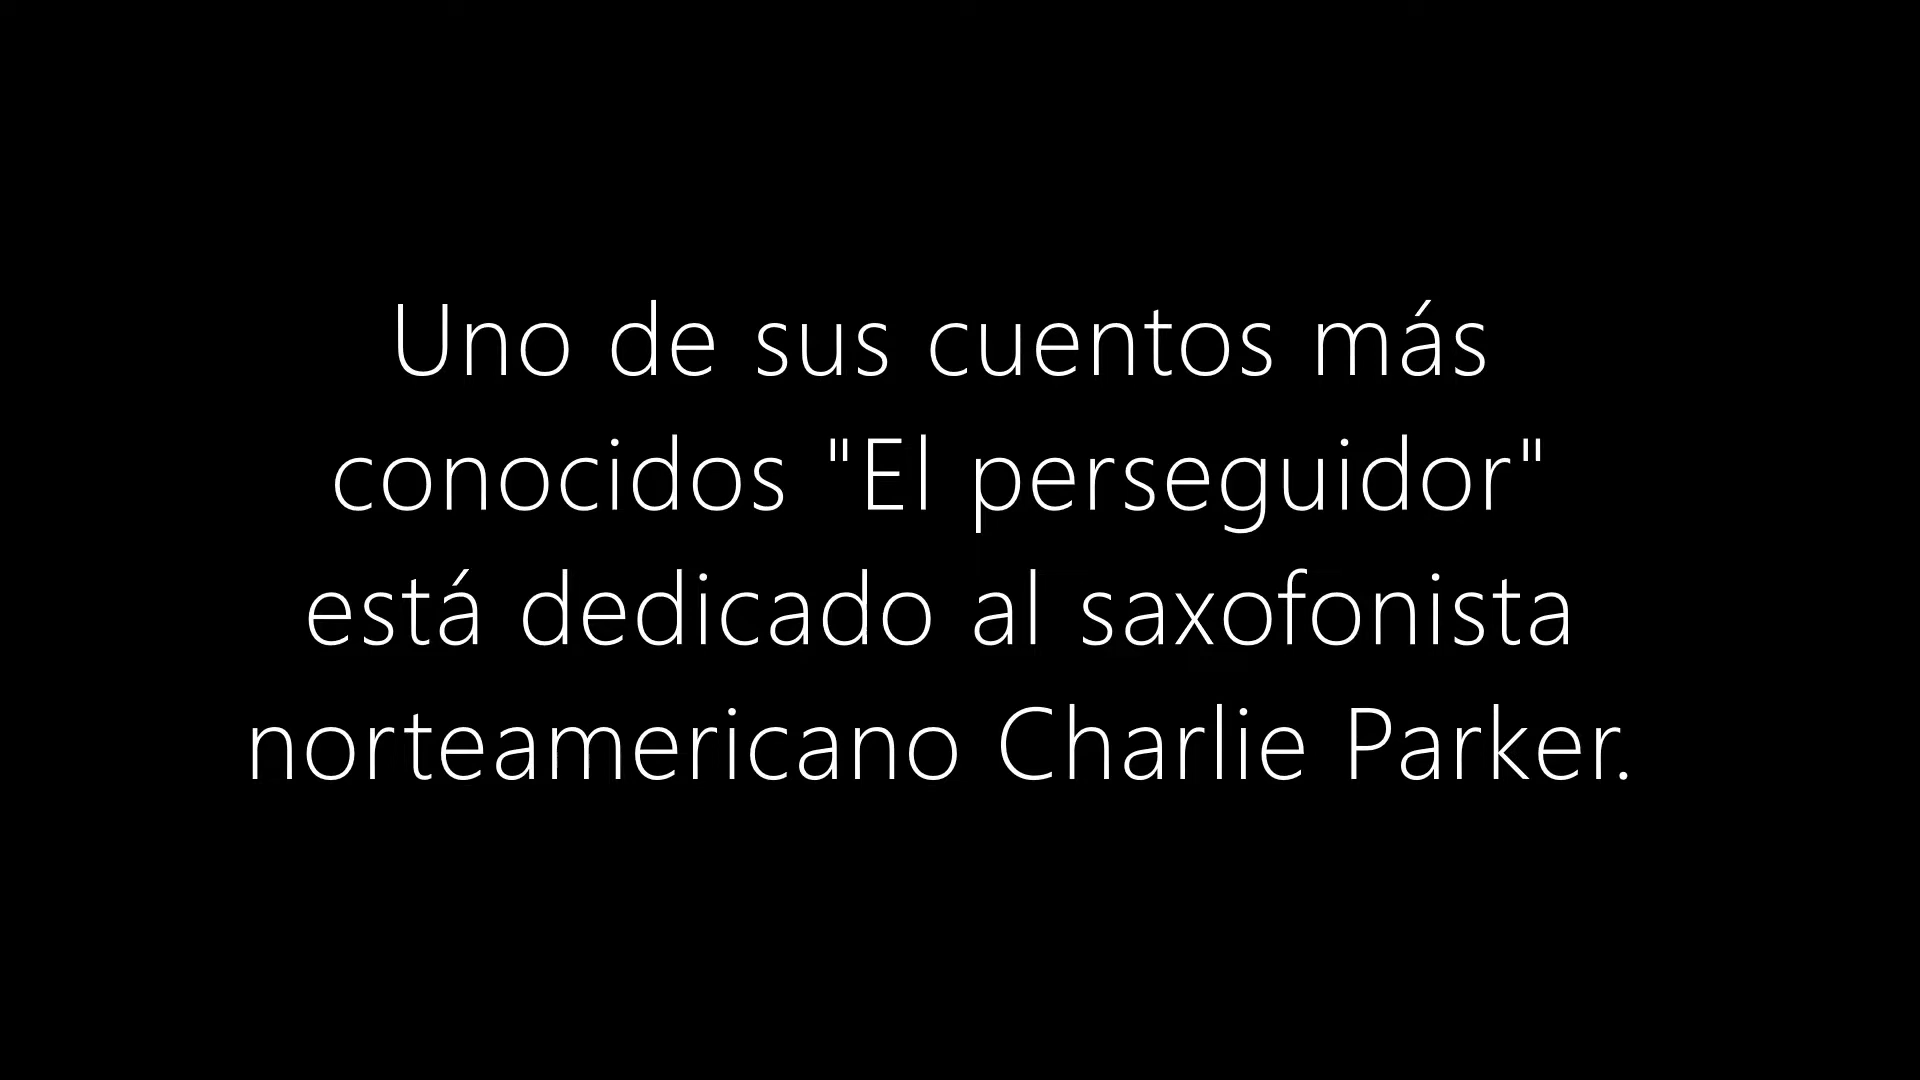 Uno de sus cuentos más
conocidos "El perseguidor"
está dedicado al saxofonista
norteamericano Charlie Parker.